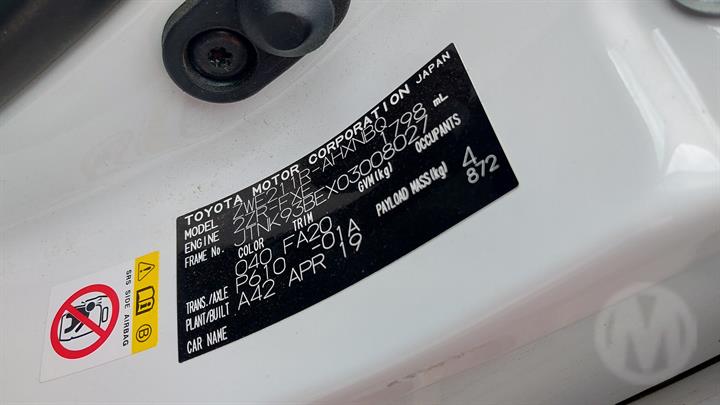 TOYOTA MOTOR CORPORATION JAPAN
MODEL ZWE211R-AHXNBQ
ENGINE 2ZR-FXE 1798 mL
FRAME No. JTNK93BEX03008027
COLOR TRIM GVM(kg) OCCUPANTS
040 FA20 4
TRANS./AXLE P610 -01A PAYLOAD MASS(kg) 872
PLANT/BUILT A42 APR 19
CAR NAME
SRS SIDE AIRBAG
B
M